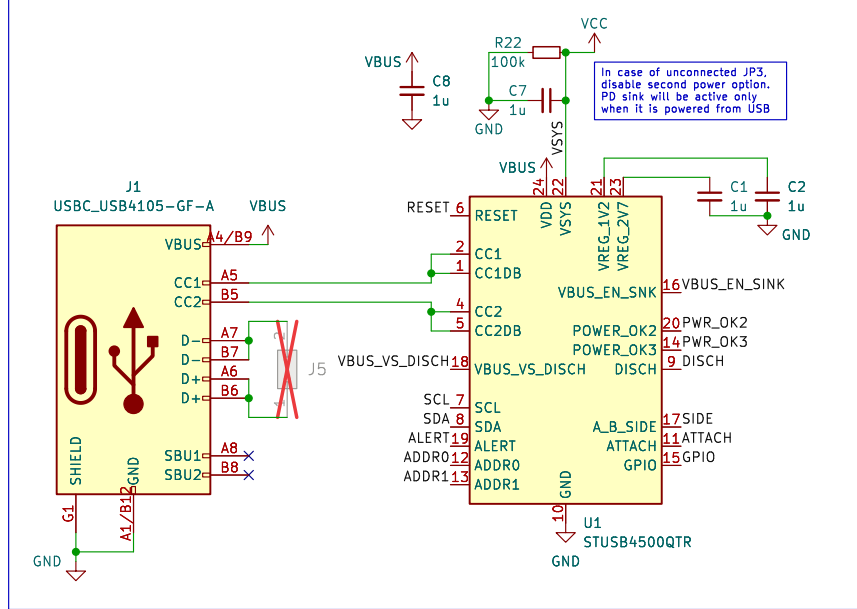 VCC
R22
100k
VBUS
C8
1u
C7
1u
GND
In case of unconnected JP3,
disable second power option.
PD sink will be active only
when it is powered from USB
VSYS
VBUS
24
22
21
23
J1
USBC_USB4105-GF-A
VBUS
C1
1u
C2
1u
GND
RESET 6 RESET
VDD
VSYS
VREG_1V2
VREG_2V7
VBUS A4/B9
2 CC1
1 CC1DB
CC1 A5
CC2 B5
VBUS_EN_SNK 16 VBUS_EN_SINK
4 CC2
5 CC2DB
POWER_OK2 20 PWR_OK2
POWER_OK3 14 PWR_OK3
D- A7
D- B7
D+ A6
D+ B6
2
1
J5
VBUS_VS_DISCH 18 VBUS_VS_DISCH
DISCH 9 DISCH
SCL 7 SCL
SDA 8 SDA
ALERT 19 ALERT
ADDR0 12 ADDR0
ADDR1 13 ADDR1
A_B_SIDE 17 SIDE
ATTACH 11 ATTACH
GPIO 15 GPIO
SBU1 A8
SBU2 B8
SHIELD
GND
G1
A1/B12
GND
GND
10
U1
STUSB4500QTR
GND